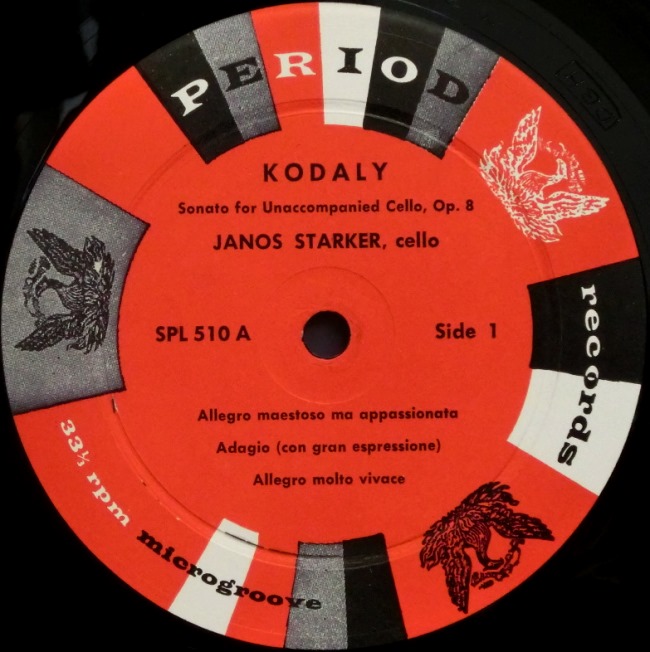 PERIOD
KODALY
Sonato for Unaccompanied Cello, Op. 8
JANOS STARKER, cello
SPL 510 A
Side 1
records
Allegro maestoso ma appassionata
Adagio (con gran espressione)
Allegro molto vivace
33⅓ rpm microgroove